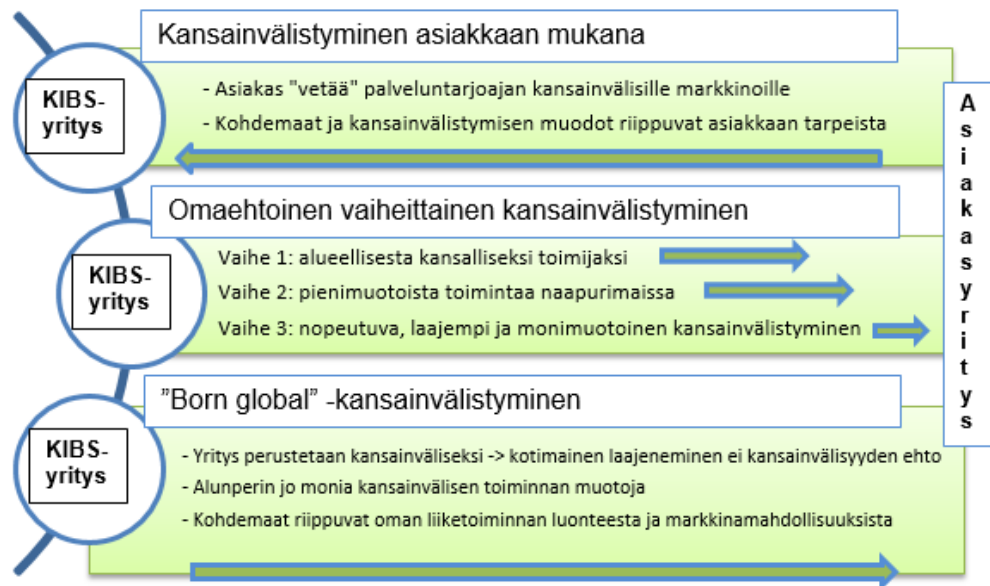 Kansainvälistyminen asiakkaan mukana
KIBS-
yritys
- Asiakas "vetää" palveluntarjoajan kansainvälisille markkinoille
- Kohdemaat ja kansainvälistymisen muodot riippuvat asiakkaan tarpeista
Omaehtoinen vaiheittainen kansainvälistyminen
KIBS-
yritys
Vaihe 1: alueellisesta kansalliseksi toimijaksi
Vaihe 2: pienimuotoista toimintaa naapurimaissa
Vaihe 3: nopeutuva, laajempi ja monimuotoinen kansainvälistyminen
"Born global" -kansainvälistyminen
KIBS-
yritys
- Yritys perustetaan kansainväliseksi -> kotimainen laajeneminen ei kansainvälisyyden ehto
- Alunperin jo monia kansainvälisen toiminnan muotoja
- Kohdemaat riippuvat oman liiketoiminnan luonteesta ja markkinamahdollisuuksista
Asiakasyritys